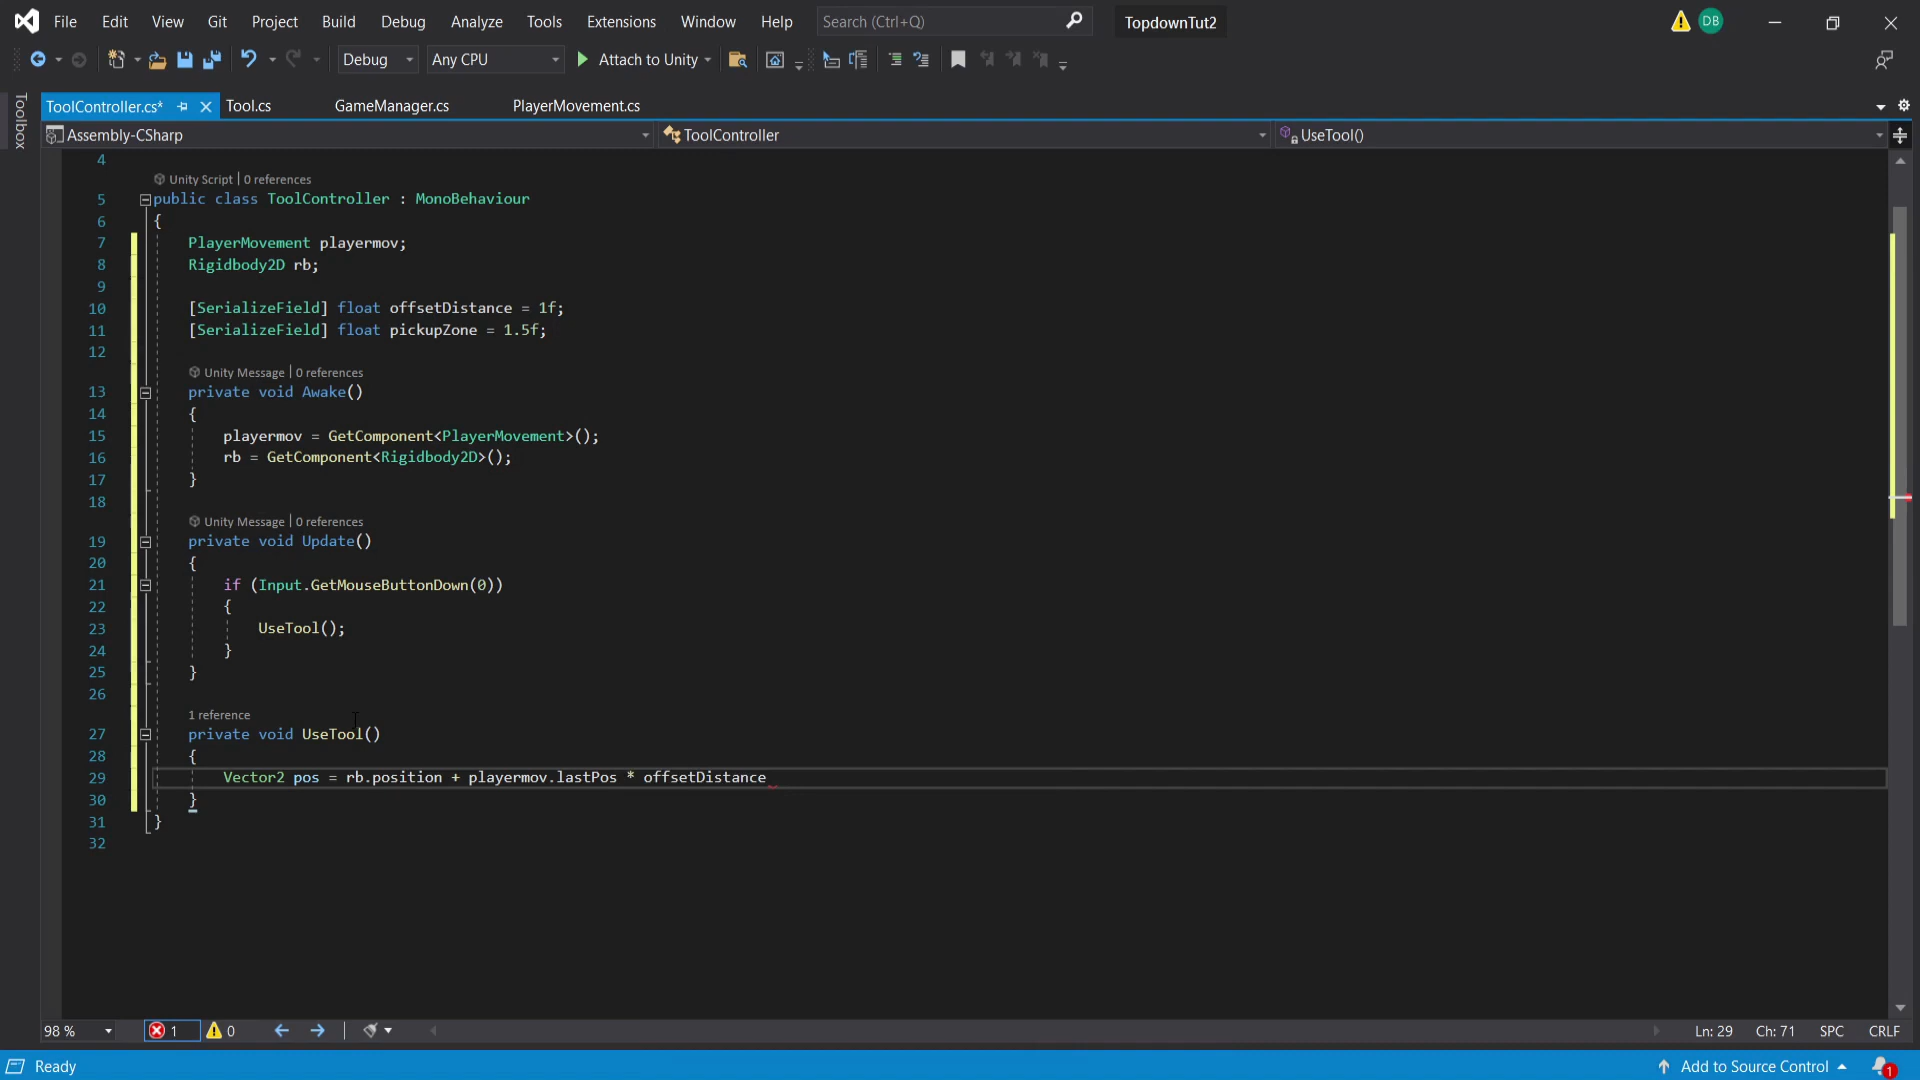 File Edit View Git Project Build Debug Test Analyze Tools Extensions Window Help Search (Ctrl+Q) TopdownTut2 DB
Debug Any CPU Attach to Unity
Toolbox
ToolController.cs* Tool.cs GameManager.cs PlayerMovement.cs
Assembly-CSharp ToolController UseTool()
4
Unity Script | 0 references
5 public class ToolController : MonoBehaviour
6 {
7 PlayerMovement playermov;
8 Rigidbody2D rb;
9
10 [SerializeField] float offsetDistance = 1f;
11 [SerializeField] float pickupZone = 1.5f;
12
Unity Message | 0 references
13 private void Awake()
14 {
15 playermov = GetComponent<PlayerMovement>();
16 rb = GetComponent<Rigidbody2D>();
17 }
18
Unity Message | 0 references
19 private void Update()
20 {
21 if (Input.GetMouseButtonDown(0))
22 {
23 UseTool();
24 }
25 }
26
1 reference
27 private void UseTool()
28 {
29 Vector2 pos = rb.position + playermov.lastPos * offsetDistance
30 }
31 }
32
98 % 1 0 Ln: 29 Ch: 71 SPC CRLF
Ready Add to Source Control 1